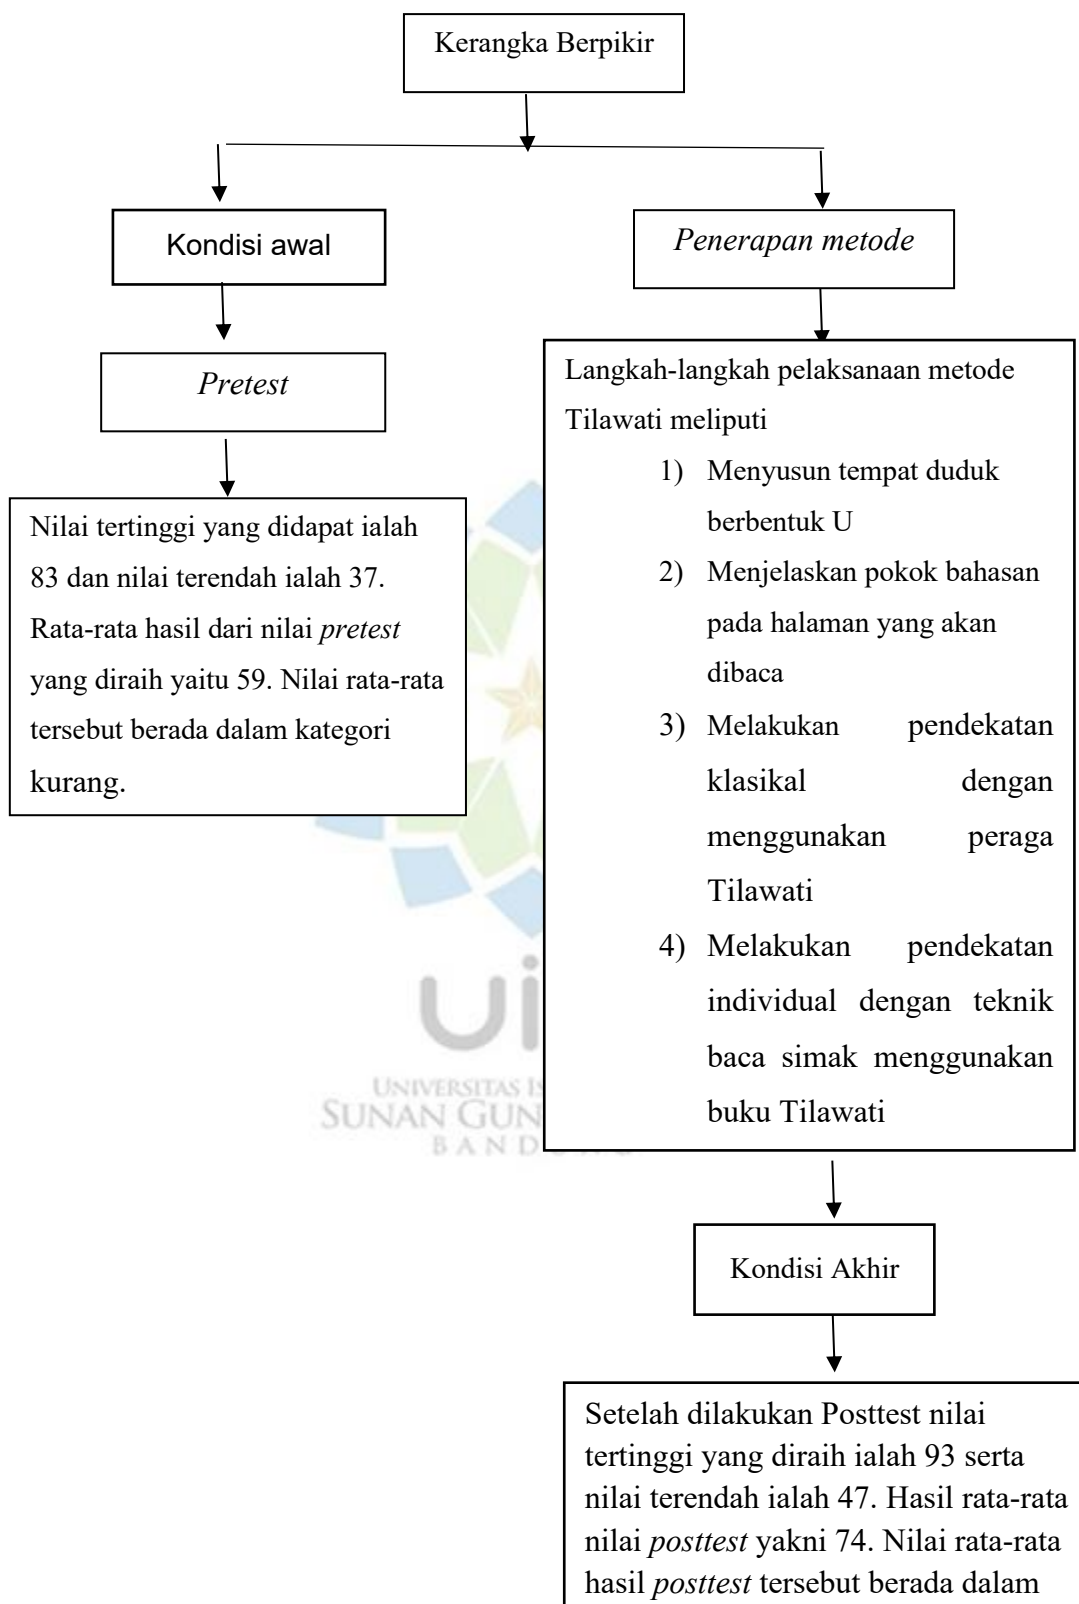 Kerangka Berpikir
Kondisi awal
Penerapan metode
Pretest
Nilai tertinggi yang didapat ialah
83 dan nilai terendah ialah 37.
Rata-rata hasil dari nilai pretest
yang diraih yaitu 59. Nilai rata-rata
tersebut berada dalam kategori
kurang.
Langkah-langkah pelaksanaan metode
Tilawati meliputi
1) Menyusun tempat duduk
berbentuk U
2) Menjelaskan pokok bahasan
pada halaman yang akan
dibaca
3) Melakukan pendekatan
klasikal dengan
menggunakan peraga
Tilawati
4) Melakukan pendekatan
individual dengan teknik
baca simak menggunakan
buku Tilawati
Kondisi Akhir
Setelah dilakukan Posttest nilai
tertinggi yang diraih ialah 93 serta
nilai terendah ialah 47. Hasil rata-rata
nilai posttest yakni 74. Nilai rata-rata
hasil posttest tersebut berada dalam
UNIVERSITAS
SUNAN